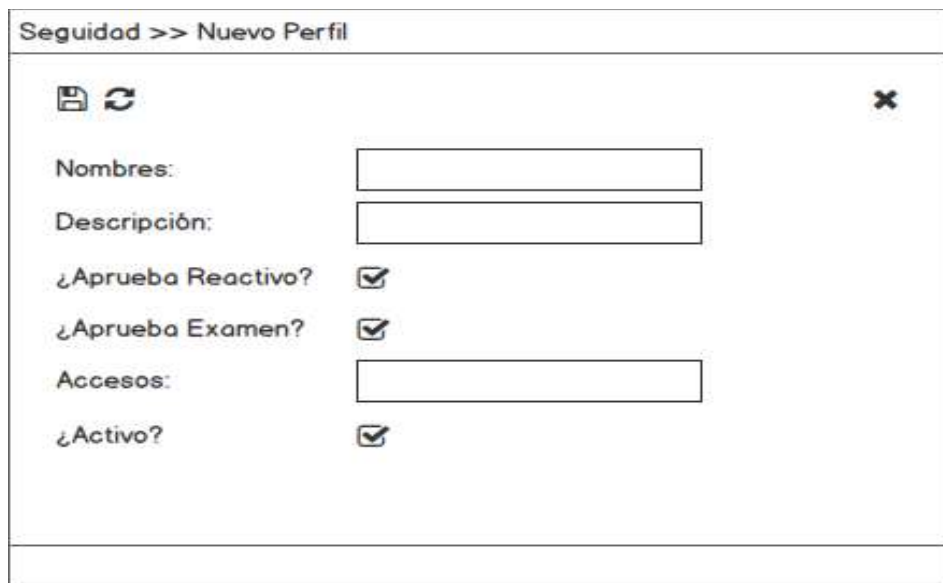 Seguidad >> Nuevo Perfil
Nombres:
Descripción:
¿Aprueba Reactivo?
¿Aprueba Examen?
Accesos:
¿Activo?